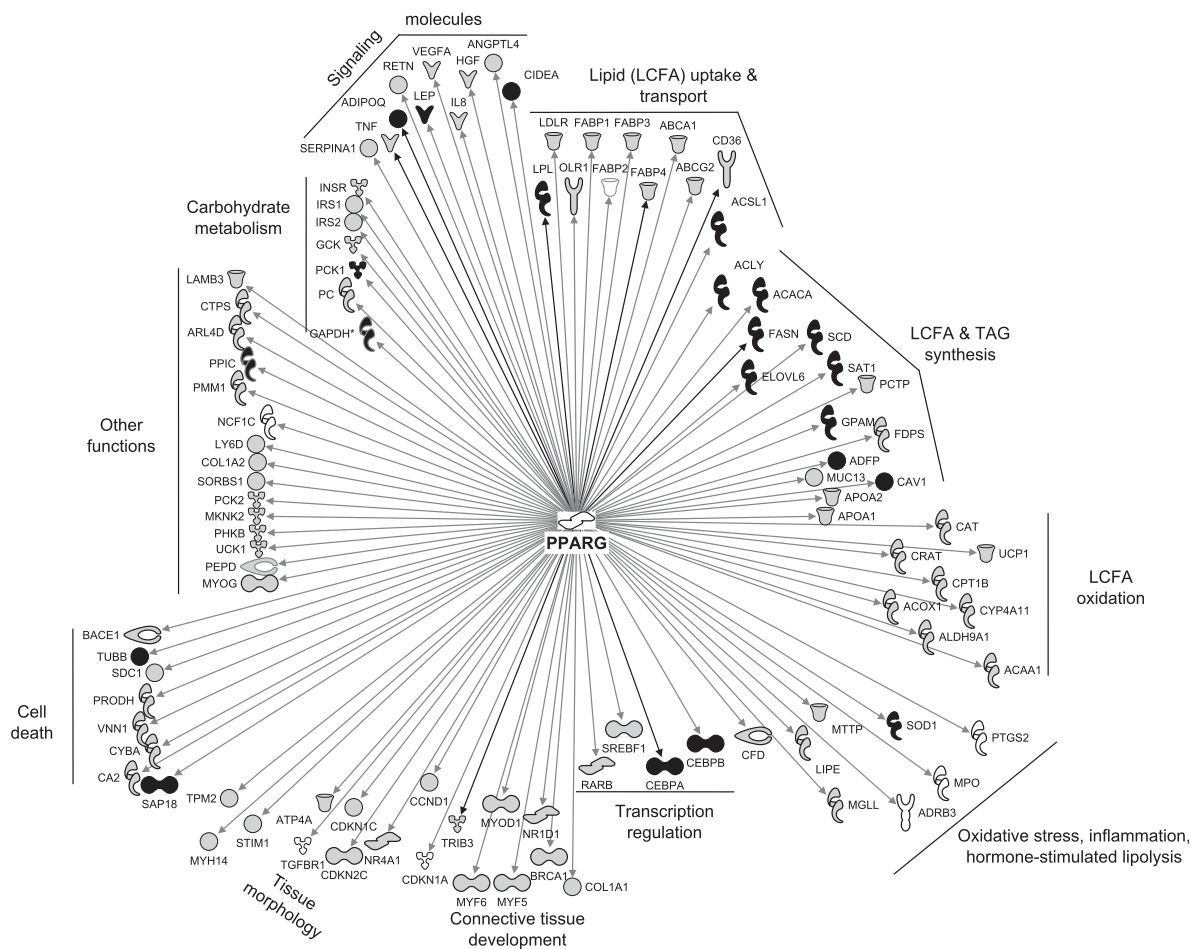 Signaling
molecules
ANGPTL4
VEGFA
HGF
RETN
CIDEA
ADIPOQ
LEP
IL8
TNF
SERPINA1
Lipid (LCFA) uptake &
transport
LDLR
FABP1
FABP3
ABCA1
CD36
LPL
OLR1
FABP2
FABP4
ABCG2
ACSL1
Carbohydrate
metabolism
INSR
IRS1
IRS2
GCK
PCK1
PC
GAPDH*
LCFA & TAG
synthesis
ACLY
ACACA
FASN
SCD
ELOVL6
SAT1
PCTP
GPAM
FDPS
ADFP
MUC13
CAV1
APOA2
APOA1
Other
functions
LAMB3
CTPS
ARL4D
PPIC
PMM1
NCF1C
LY6D
COL1A2
SORBS1
PCK2
MKNK2
PHKB
UCK1
PEPD
MYOG
PPARG
LCFA
oxidation
CAT
UCP1
CRAT
CPT1B
ACOX1
CYP4A11
ALDH9A1
ACAA1
Cell
death
BACE1
TUBB
SDC1
PRODH
VNN1
CYBA
CA2
SAP18
TPM2
MYH14
STIM1
ATP4A
TGFBR1
CDKN1C
CDKN2C
NR4A1
CCND1
CDKN1A
TRIB3
Tissue
morphology
MYOD1
NR1D1
MYF6
MYF5
BRCA1
COL1A1
Connective tissue
development
SREBF1
RARB
CEBPA
CEBPB
CFD
Transcription
regulation
MTTP
SOD1
PTGS2
LIPE
MPO
MGLL
ADRB3
Oxidative stress, inflammation,
hormone-stimulated lipolysis